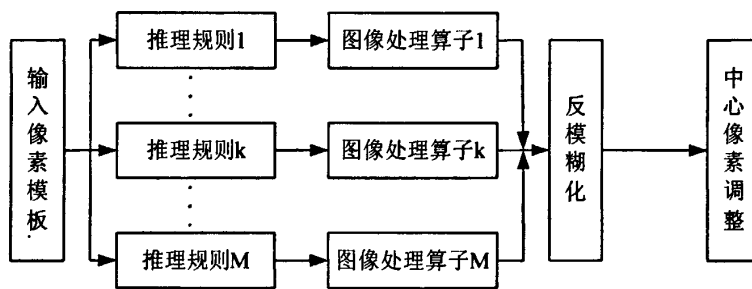 输入像素模板
推理规则1
图像处理算子1
推理规则k
图像处理算子k
推理规则M
图像处理算子M
反模糊化
中心像素调整